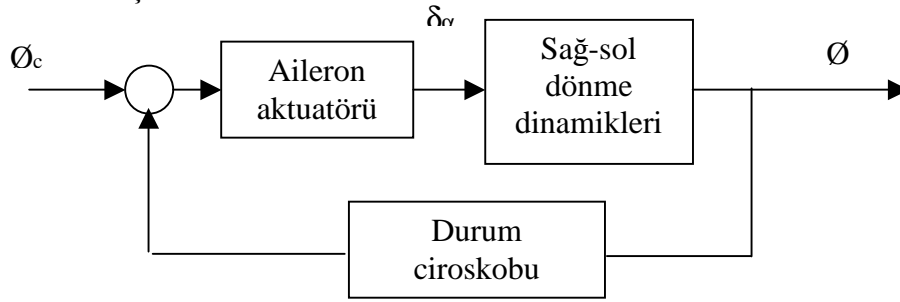 δα
Øc
Aileron
aktuatörü
Sağ-sol
dönme
dinamikleri
Ø
Durum
ciroskobu